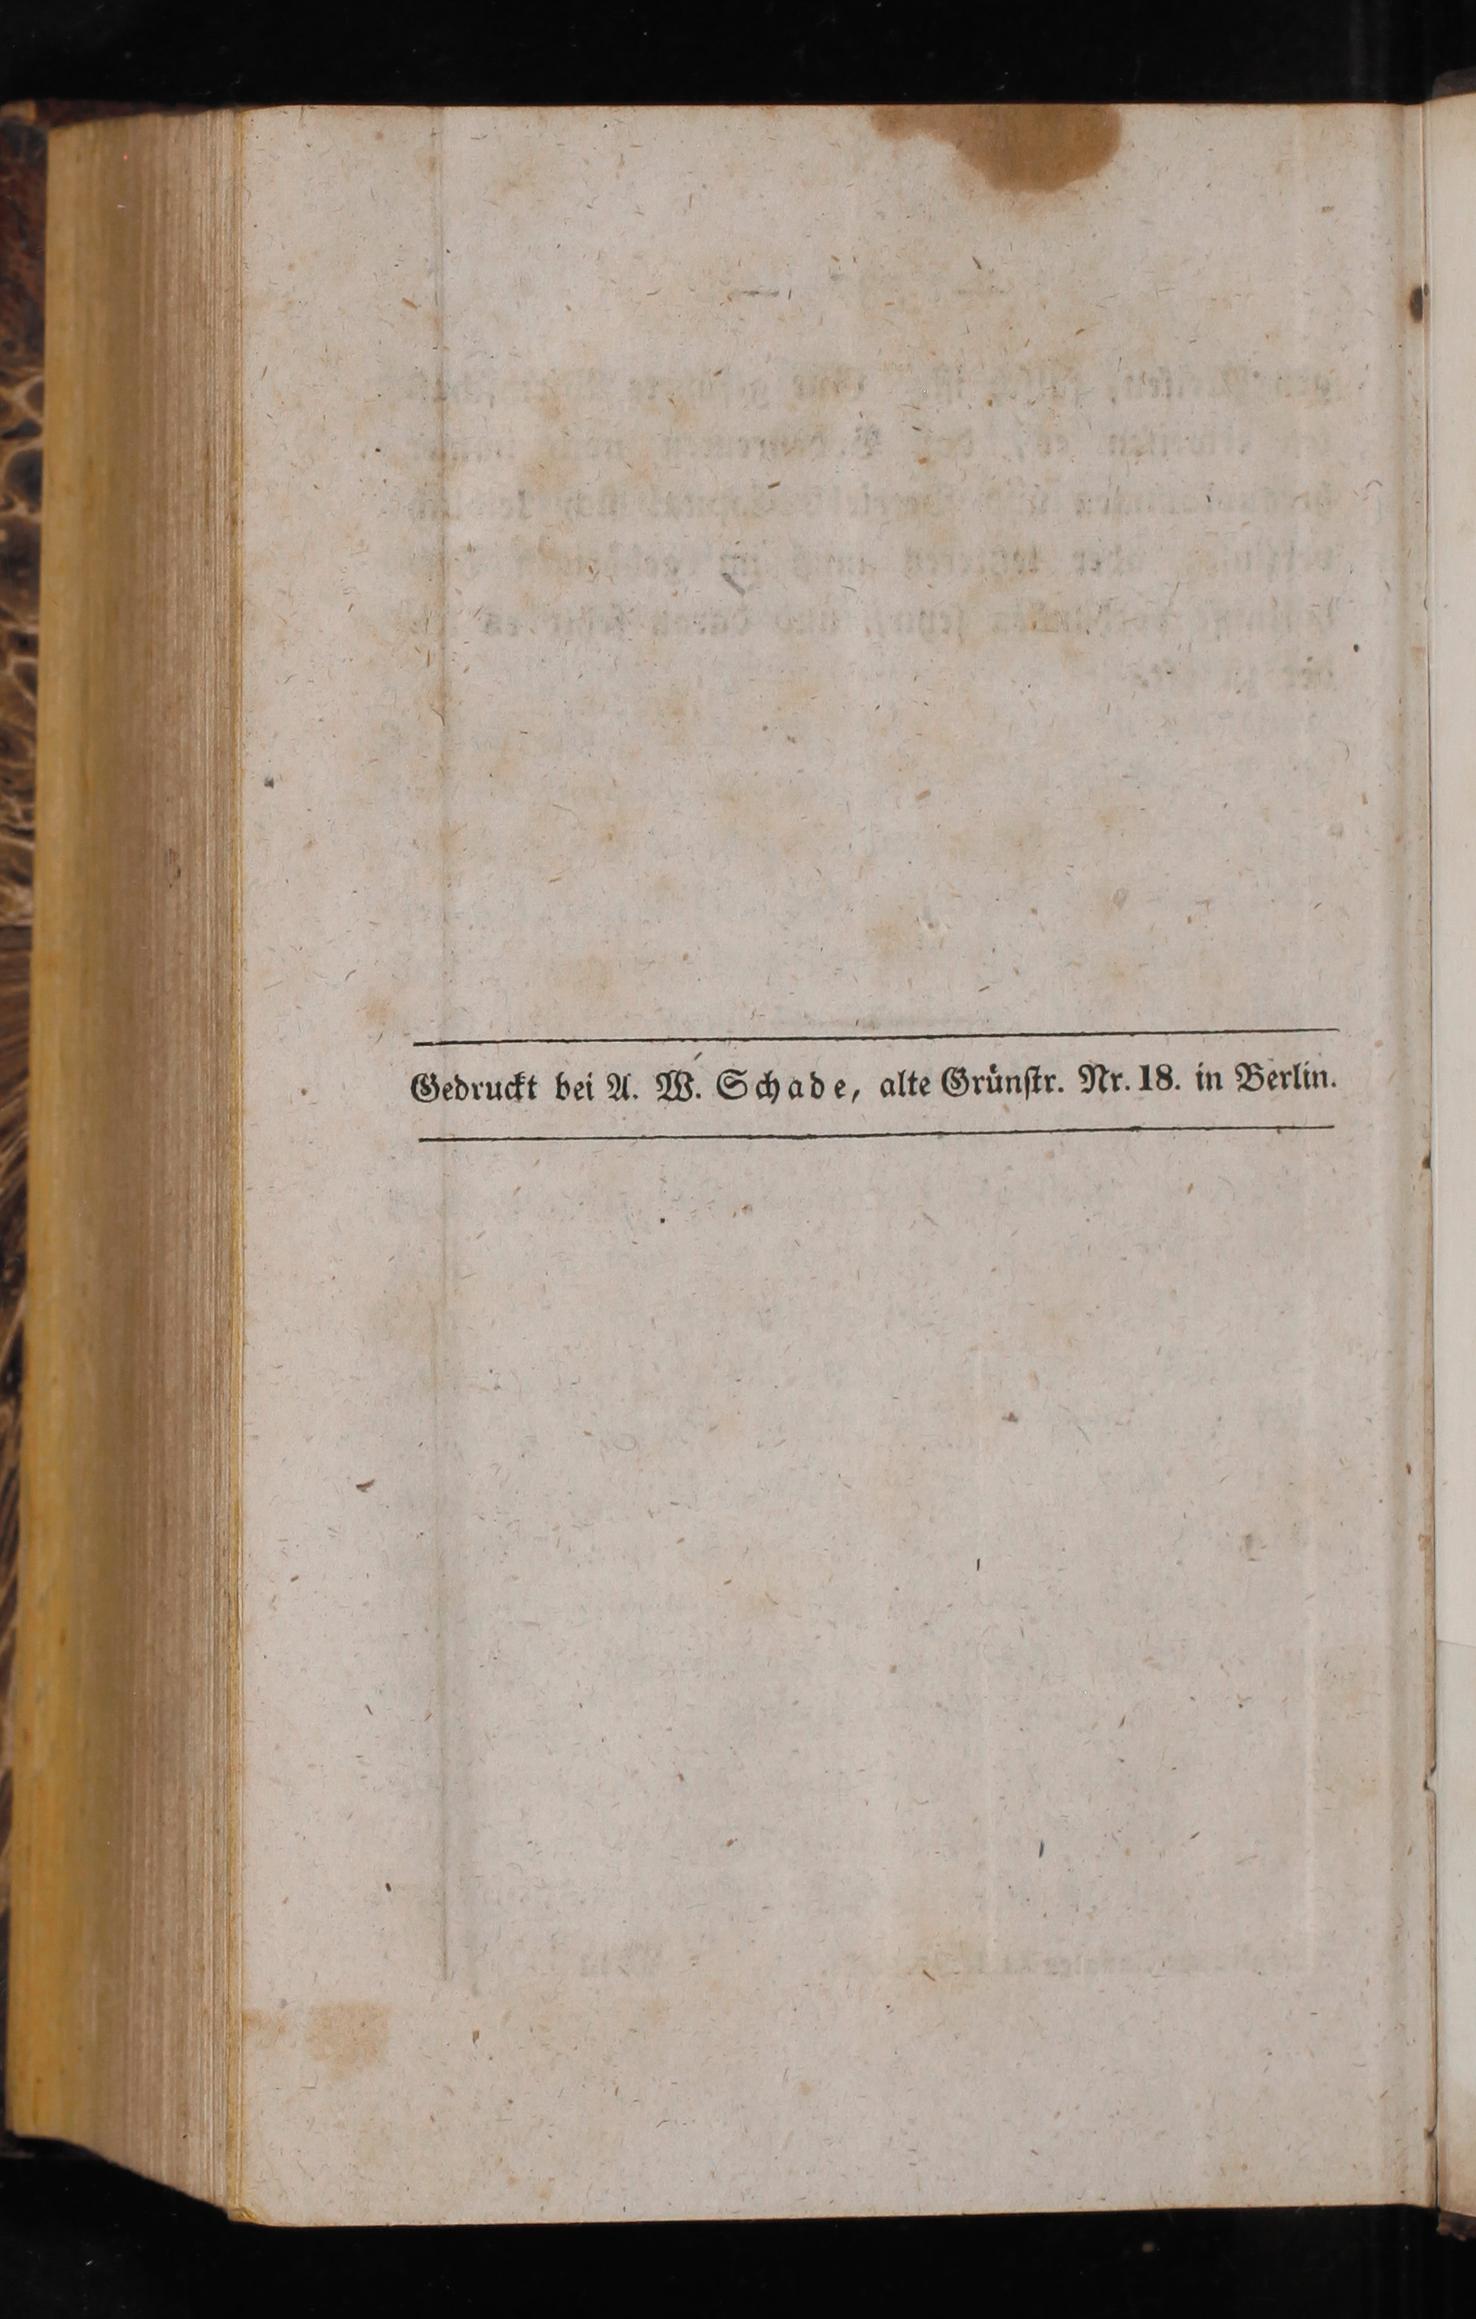 Gedruckt bei A. W. Schade, alte Grünſtr. Nr. 18. in Berlin.